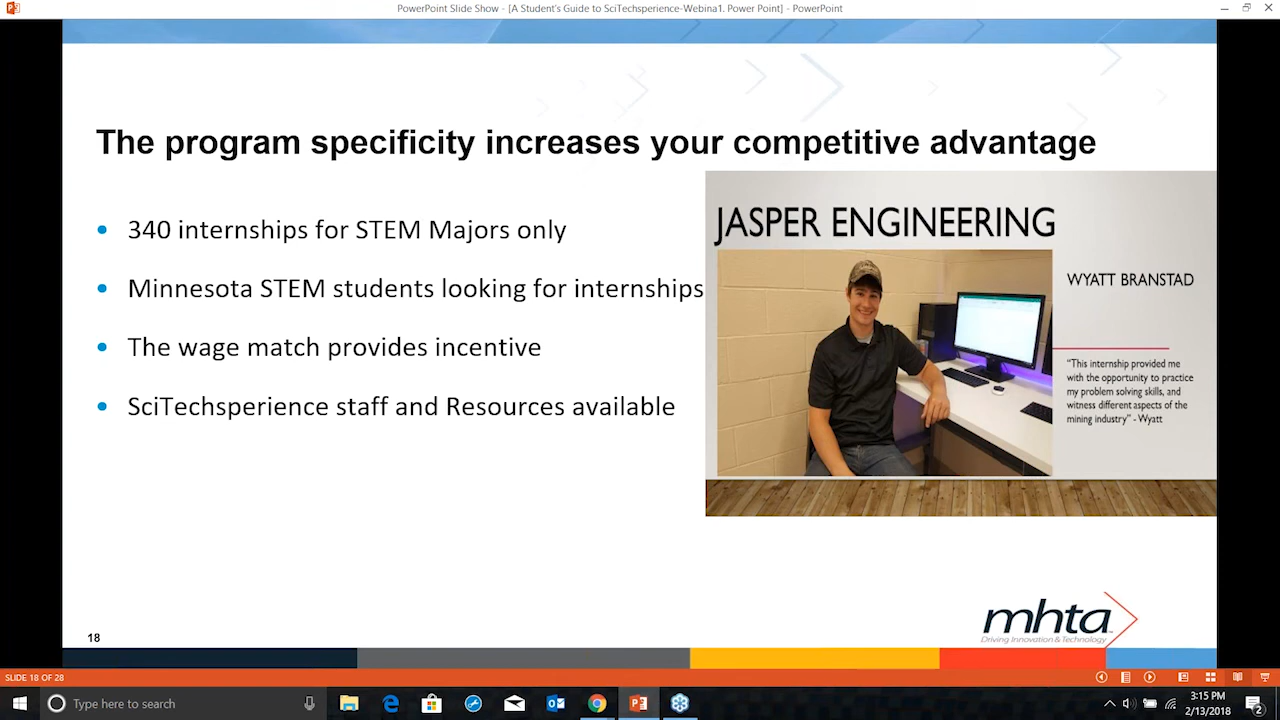 PowerPoint Slide Show - [A Student's Guide to SciTechsperience-Webina1. Power Point] - PowerPoint
The program specificity increases your competitive advantage
• 340 internships for STEM Majors only
• Minnesota STEM students looking for internships
• The wage match provides incentive
• SciTechsperience staff and Resources available
JASPER ENGINEERING
WYATT BRANSTAD
"This internship provided me
with the opportunity to practice
my problem solving skills, and
witness different aspects of the
mining industry" - Wyatt
mhta
Driving Innovation & Technology
18
SLIDE 18 OF 28
Type here to search
3:15 PM
2/13/2018
2